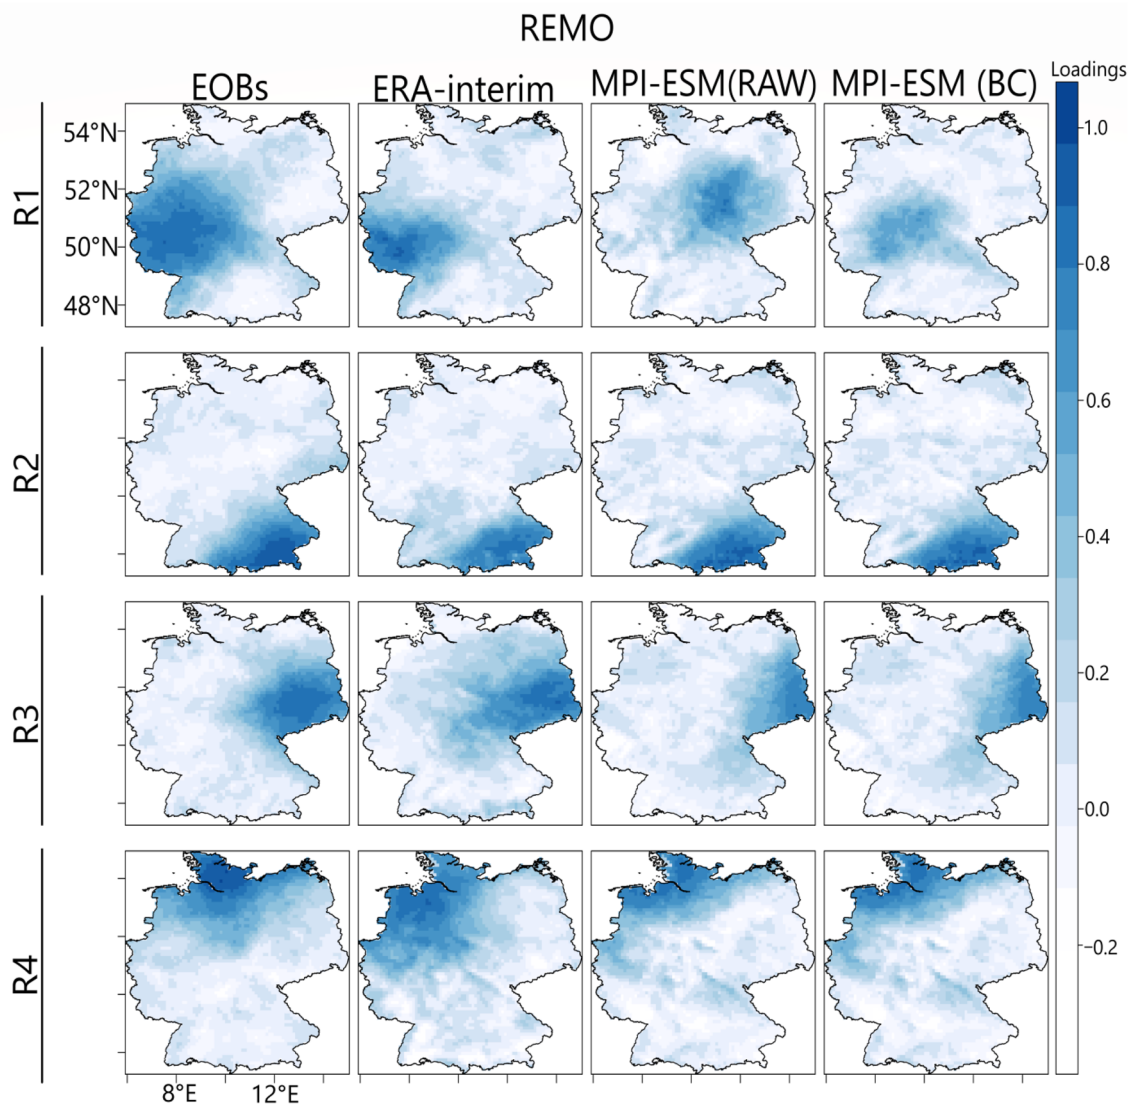 REMO
EOBs ERA-interim MPI-ESM(RAW) MPI-ESM (BC) Loadings
R1
54°N
52°N
50°N
48°N
R2
R3
R4
8°E 12°E
1.0
0.8
0.6
0.4
0.2
0.0
−0.2